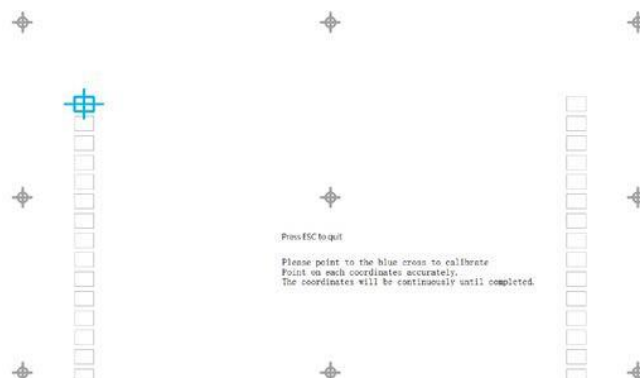 Press ESC to quit
Please point to the blue cross to calibrate
Point on each coordinates accurately.
The coordinates will be continuously until completed.